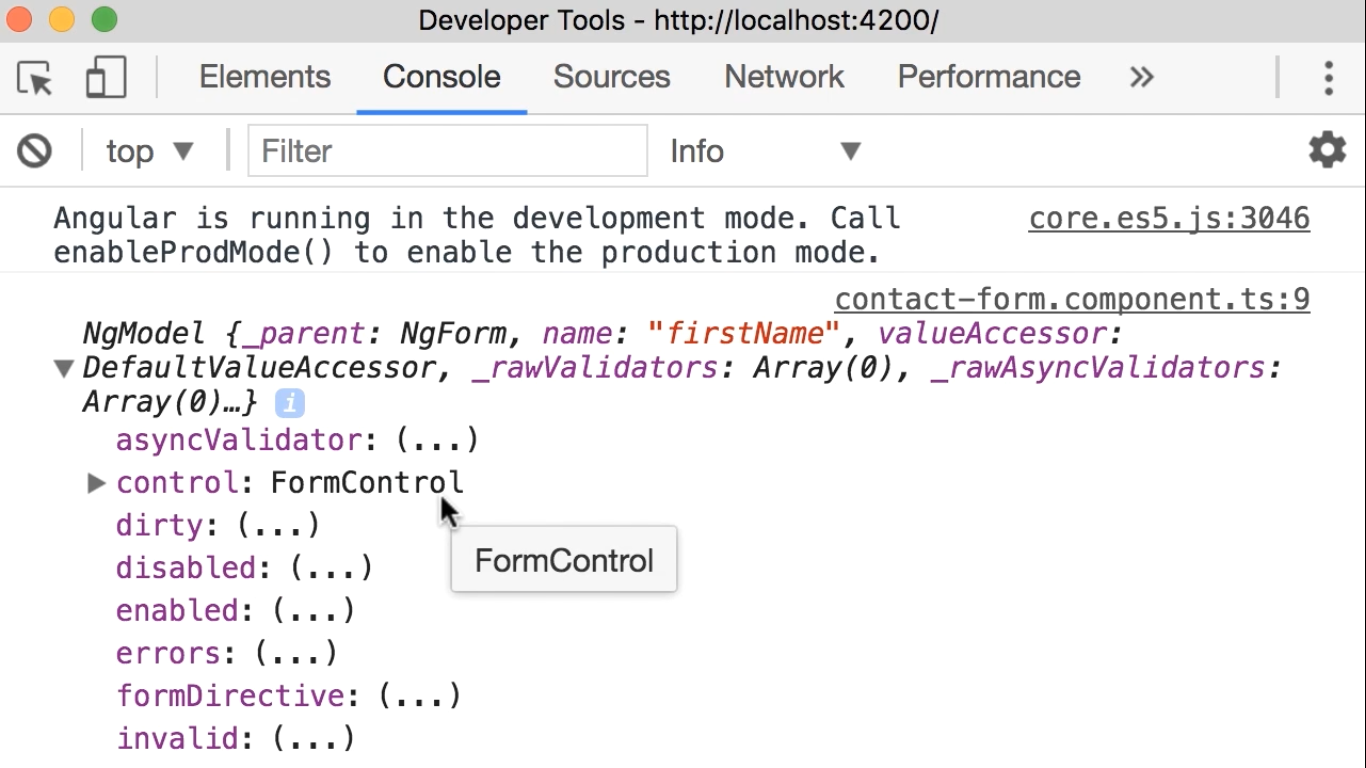 Developer Tools - http://localhost:4200/
Elements Console Sources Network Performance »
top ▼ Filter Info ▼
Angular is running in the development mode. Call core.es5.js:3046
enableProdMode() to enable the production mode.
contact-form.component.ts:9
NgModel {_parent: NgForm, name: "firstName", valueAccessor:
▼ DefaultValueAccessor, _rawValidators: Array(0), _rawAsyncValidators:
Array(0)…} i
asyncValidator: (...)
▶ control: FormControl
dirty: (...)
FormControl
disabled: (...)
enabled: (...)
errors: (...)
formDirective: (...)
invalid: (...)